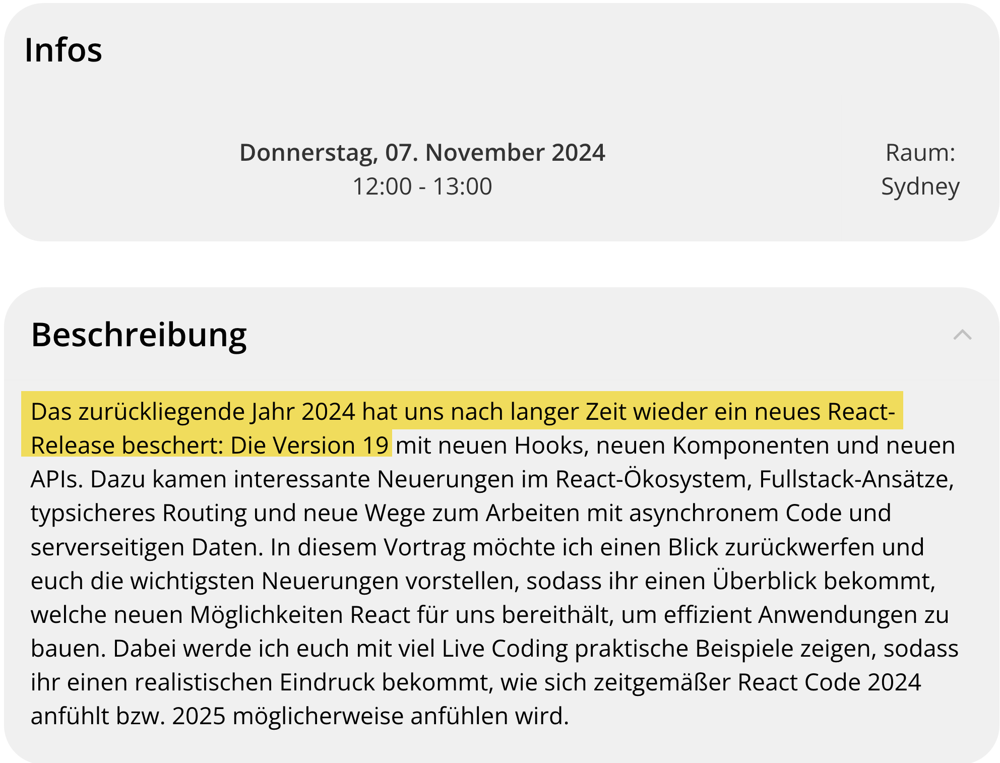 Infos
Donnerstag, 07. November 2024
12:00 - 13:00
Raum:
Sydney
Beschreibung
Das zurückliegende Jahr 2024 hat uns nach langer Zeit wieder ein neues React-
Release beschert: Die Version 19 mit neuen Hooks, neuen Komponenten und neuen
APIs. Dazu kamen interessante Neuerungen im React-Ökosystem, Fullstack-Ansätze,
typsicheres Routing und neue Wege zum Arbeiten mit asynchronem Code und
serverseitigen Daten. In diesem Vortrag möchte ich einen Blick zurückwerfen und
euch die wichtigsten Neuerungen vorstellen, sodass ihr einen Überblick bekommt,
welche neuen Möglichkeiten React für uns bereithält, um effizient Anwendungen zu
bauen. Dabei werde ich euch mit viel Live Coding praktische Beispiele zeigen, sodass
ihr einen realistischen Eindruck bekommt, wie sich zeitgemäßer React Code 2024
anfühlt bzw. 2025 möglicherweise anfühlen wird.